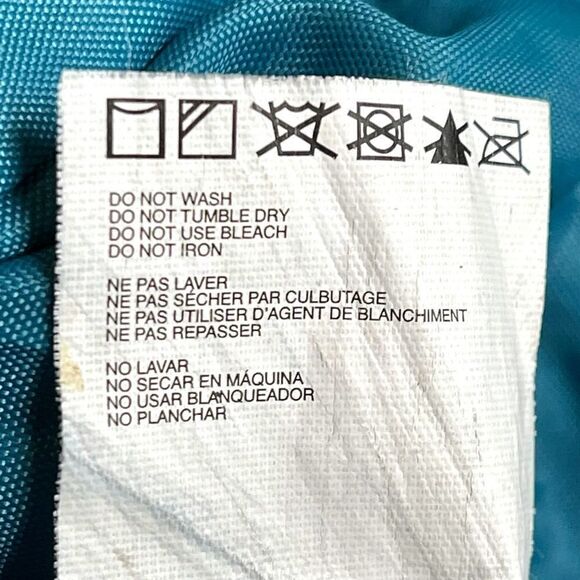 DO NOT WASH
DO NOT TUMBLE DRY
DO NOT USE BLEACH
DO NOT IRON
NE PAS LAVER
NE PAS SÉCHER PAR CULBUTAGE
NE PAS UTILISER D'AGENT DE BLANCHIMENT
NE PAS REPASSER
NO LAVAR
NO SECAR EN MÁQUINA
NO USAR BLANQUEADOR
NO PLANCHAR